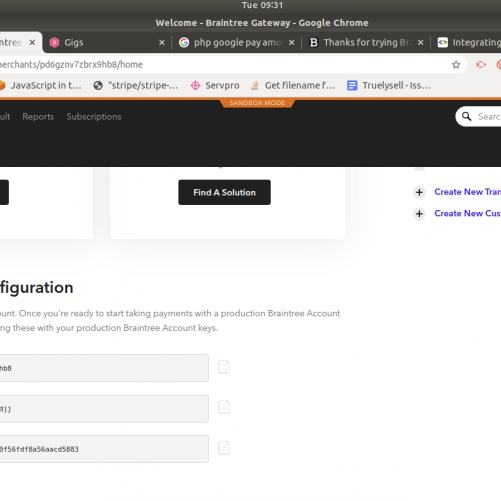 Tue 09:31
Welcome - Braintree Gateway - Google Chrome
ntree
Gigs
php google pay amo
Thanks for trying Br
Integrating
erchants/pd6gznv7zbrx9hb8/home
JavaScript in t…
"stripe/stripe-…
Servpro
Get filename f…
Truelysell - Iss…
SANDBOX MODE
ult
Reports
Subscriptions
Searc
Find A Solution
Create New Tran
Create New Cus
figuration
ount. Once you're ready to start taking payments with a production Braintree Account
ing these with your production Braintree Account keys.
hb8
djj
0f56fdf8a56aacd5883